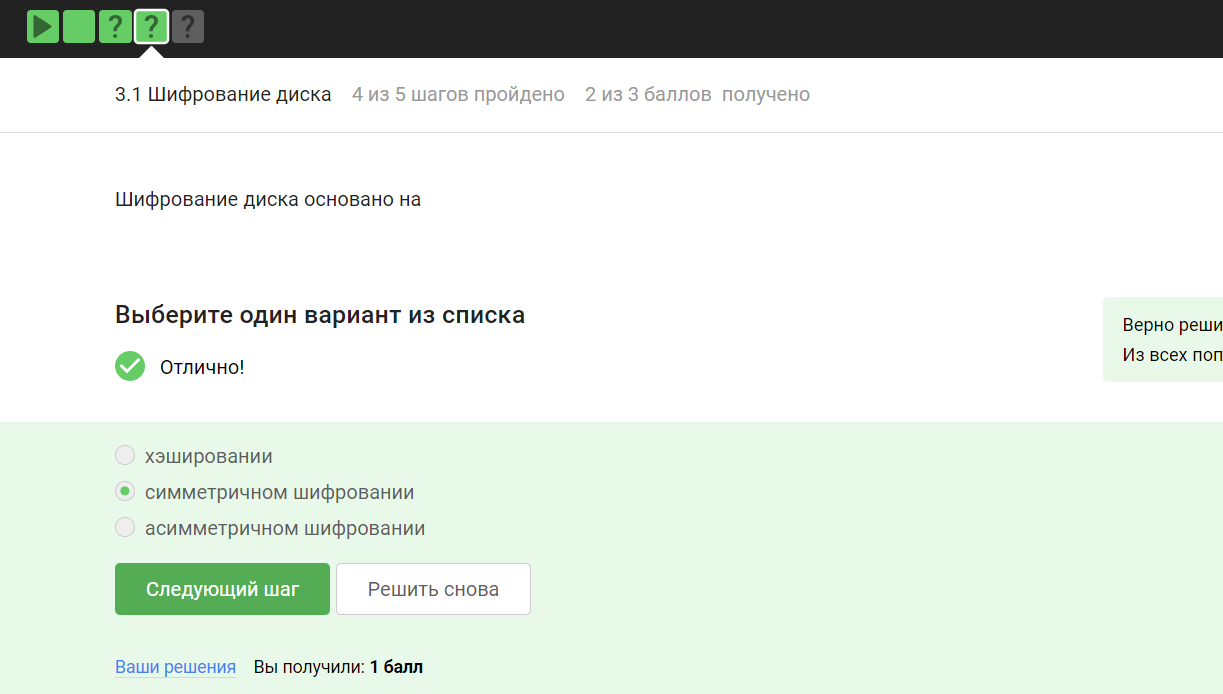 ? ? ?
3.1 Шифрование диска 4 из 5 шагов пройдено 2 из 3 баллов получено
Шифрование диска основано на
Выберите один вариант из списка
Верно реши
Отлично!
Из всех поп
хэшировании
симметричном шифровании
асимметричном шифровании
Следующий шаг Решить снова
Ваши решения Вы получили: 1 балл